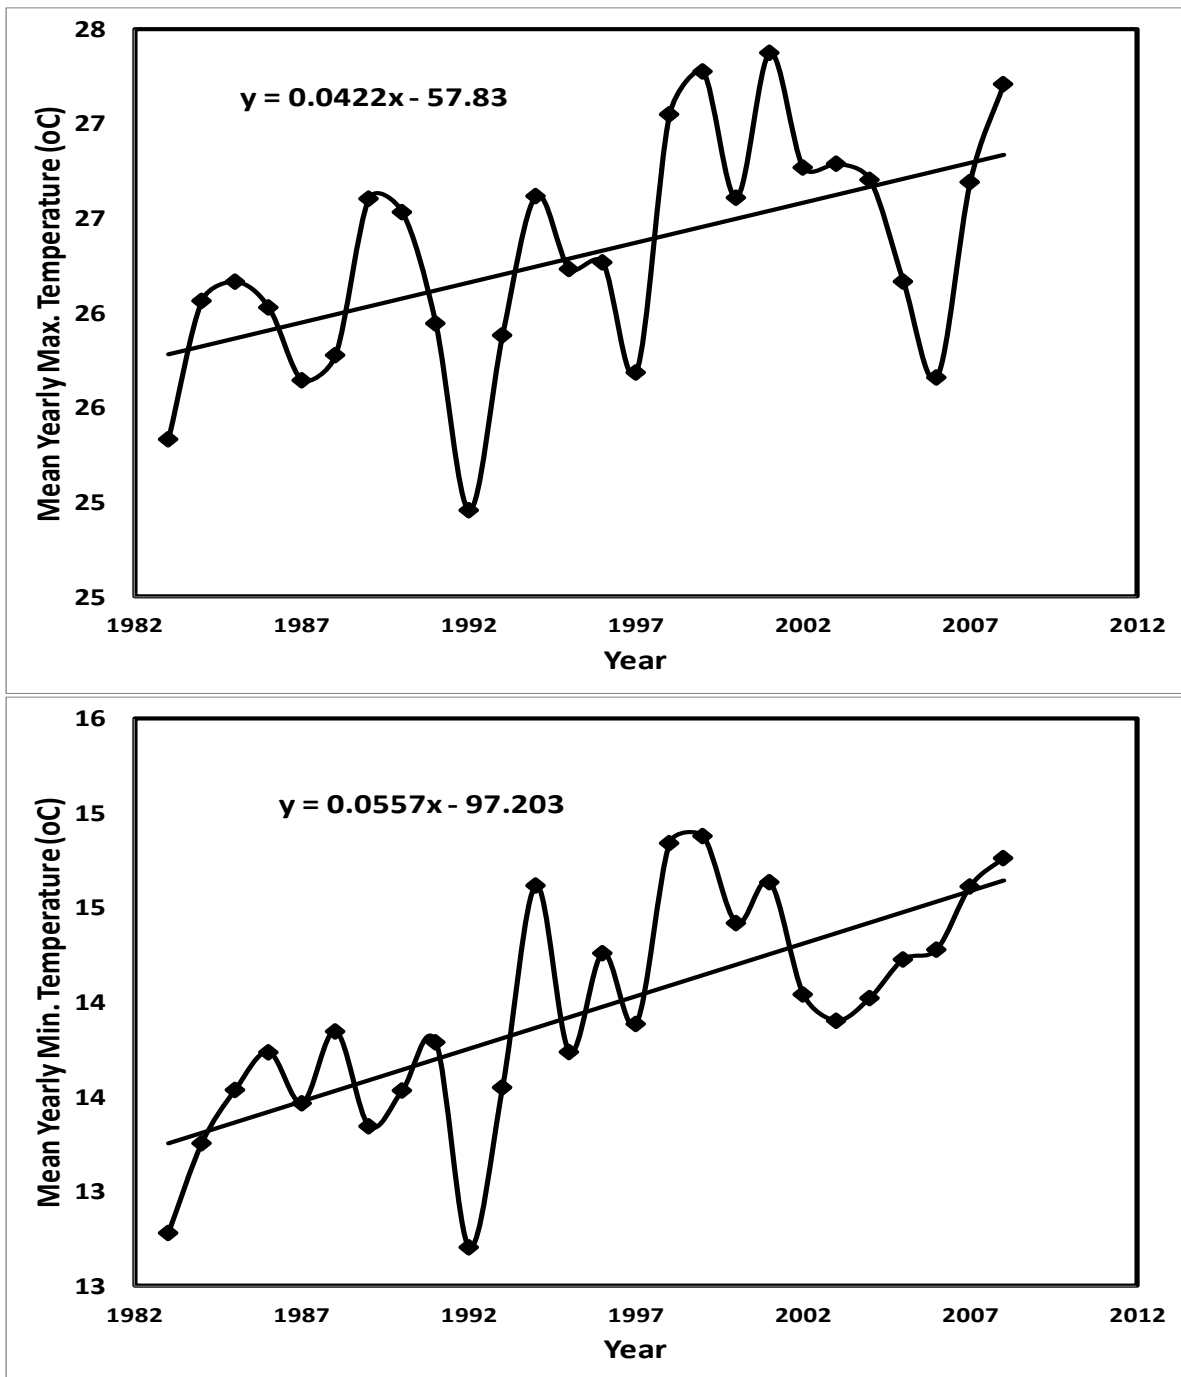 28
27
27
26
26
25
25
Mean Yearly Max. Temperature (oC)
y = 0.0422x - 57.83
1982 1987 1992 1997 2002 2007 2012
Year
16
15
15
14
14
13
13
Mean Yearly Min. Temperature (oC)
y = 0.0557x - 97.203
1982 1987 1992 1997 2002 2007 2012
Year